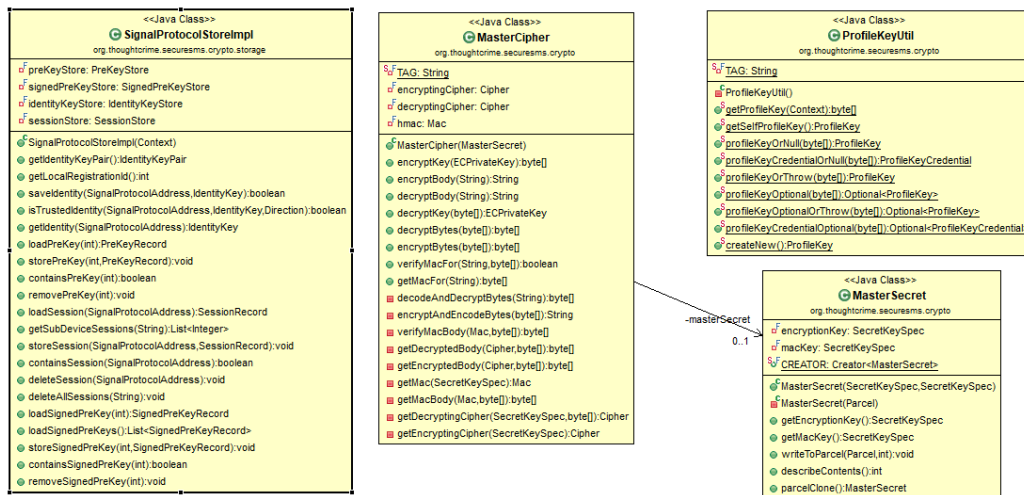 <<Java Class>>
SignalProtocolStoreImpl
org.thoughtcrime.securesms.crypto.storage
preKeyStore: PreKeyStore
signedPreKeyStore: SignedPreKeyStore
identityKeyStore: IdentityKeyStore
sessionStore: SessionStore
SignalProtocolStoreImpl(Context)
getIdentityKeyPair():IdentityKeyPair
getLocalRegistrationId():int
saveIdentity(SignalProtocolAddress,IdentityKey):boolean
isTrustedIdentity(SignalProtocolAddress,IdentityKey,Direction):boolean
getIdentity(SignalProtocolAddress):IdentityKey
loadPreKey(int):PreKeyRecord
storePreKey(int,PreKeyRecord):void
containsPreKey(int):boolean
removePreKey(int):void
loadSession(SignalProtocolAddress):SessionRecord
getSubDeviceSessions(String):List<Integer>
storeSession(SignalProtocolAddress,SessionRecord):void
containsSession(SignalProtocolAddress):boolean
deleteSession(SignalProtocolAddress):void
deleteAllSessions(String):void
loadSignedPreKey(int):SignedPreKeyRecord
loadSignedPreKeys():List<SignedPreKeyRecord>
storeSignedPreKey(int,SignedPreKeyRecord):void
containsSignedPreKey(int):boolean
removeSignedPreKey(int):void
<<Java Class>>
MasterCipher
org.thoughtcrime.securesms.crypto
TAG: String
encryptingCipher: Cipher
decryptingCipher: Cipher
hmac: Mac
MasterCipher(MasterSecret)
encryptKey(ECPrivateKey):byte[]
encryptBody(String):String
decryptBody(String):String
decryptKey(byte[]):ECPrivateKey
decryptBytes(byte[]):byte[]
encryptBytes(byte[]):byte[]
verifyMacFor(String,byte[]):boolean
getMacFor(String):byte[]
decodeAndDecryptBytes(String):byte[]
encryptAndEncodeBytes(byte[]):String
verifyMacBody(Mac,byte[]):byte[]
getDecryptedBody(Cipher,byte[]):byte[]
getEncryptedBody(Cipher,byte[]):byte[]
getMac(SecretKeySpec):Mac
getMacBody(Mac,byte[]):byte[]
getDecryptingCipher(SecretKeySpec,byte[]):Cipher
getEncryptingCipher(SecretKeySpec):Cipher
-masterSecret
0..1
<<Java Class>>
ProfileKeyUtil
org.thoughtcrime.securesms.crypto
TAG: String
ProfileKeyUtil()
getProfileKey(Context):byte[]
getSelfProfileKey():ProfileKey
profileKeyOrNull(byte[]):ProfileKey
profileKeyCredentialOrNull(byte[]):ProfileKeyCredential
profileKeyOrThrow(byte[]):ProfileKey
profileKeyOptional(byte[]):Optional<ProfileKey>
profileKeyOptionalOrThrow(byte[]):Optional<ProfileKey>
profileKeyCredentialOptional(byte[]):Optional<ProfileKeyCredential
createNew():ProfileKey
<<Java Class>>
MasterSecret
org.thoughtcrime.securesms.crypto
encryptionKey: SecretKeySpec
macKey: SecretKeySpec
CREATOR: Creator<MasterSecret>
MasterSecret(SecretKeySpec,SecretKeySpec)
MasterSecret(Parcel)
getEncryptionKey():SecretKeySpec
getMacKey():SecretKeySpec
writeToParcel(Parcel,int):void
describeContents():int
parcelClone():MasterSecret